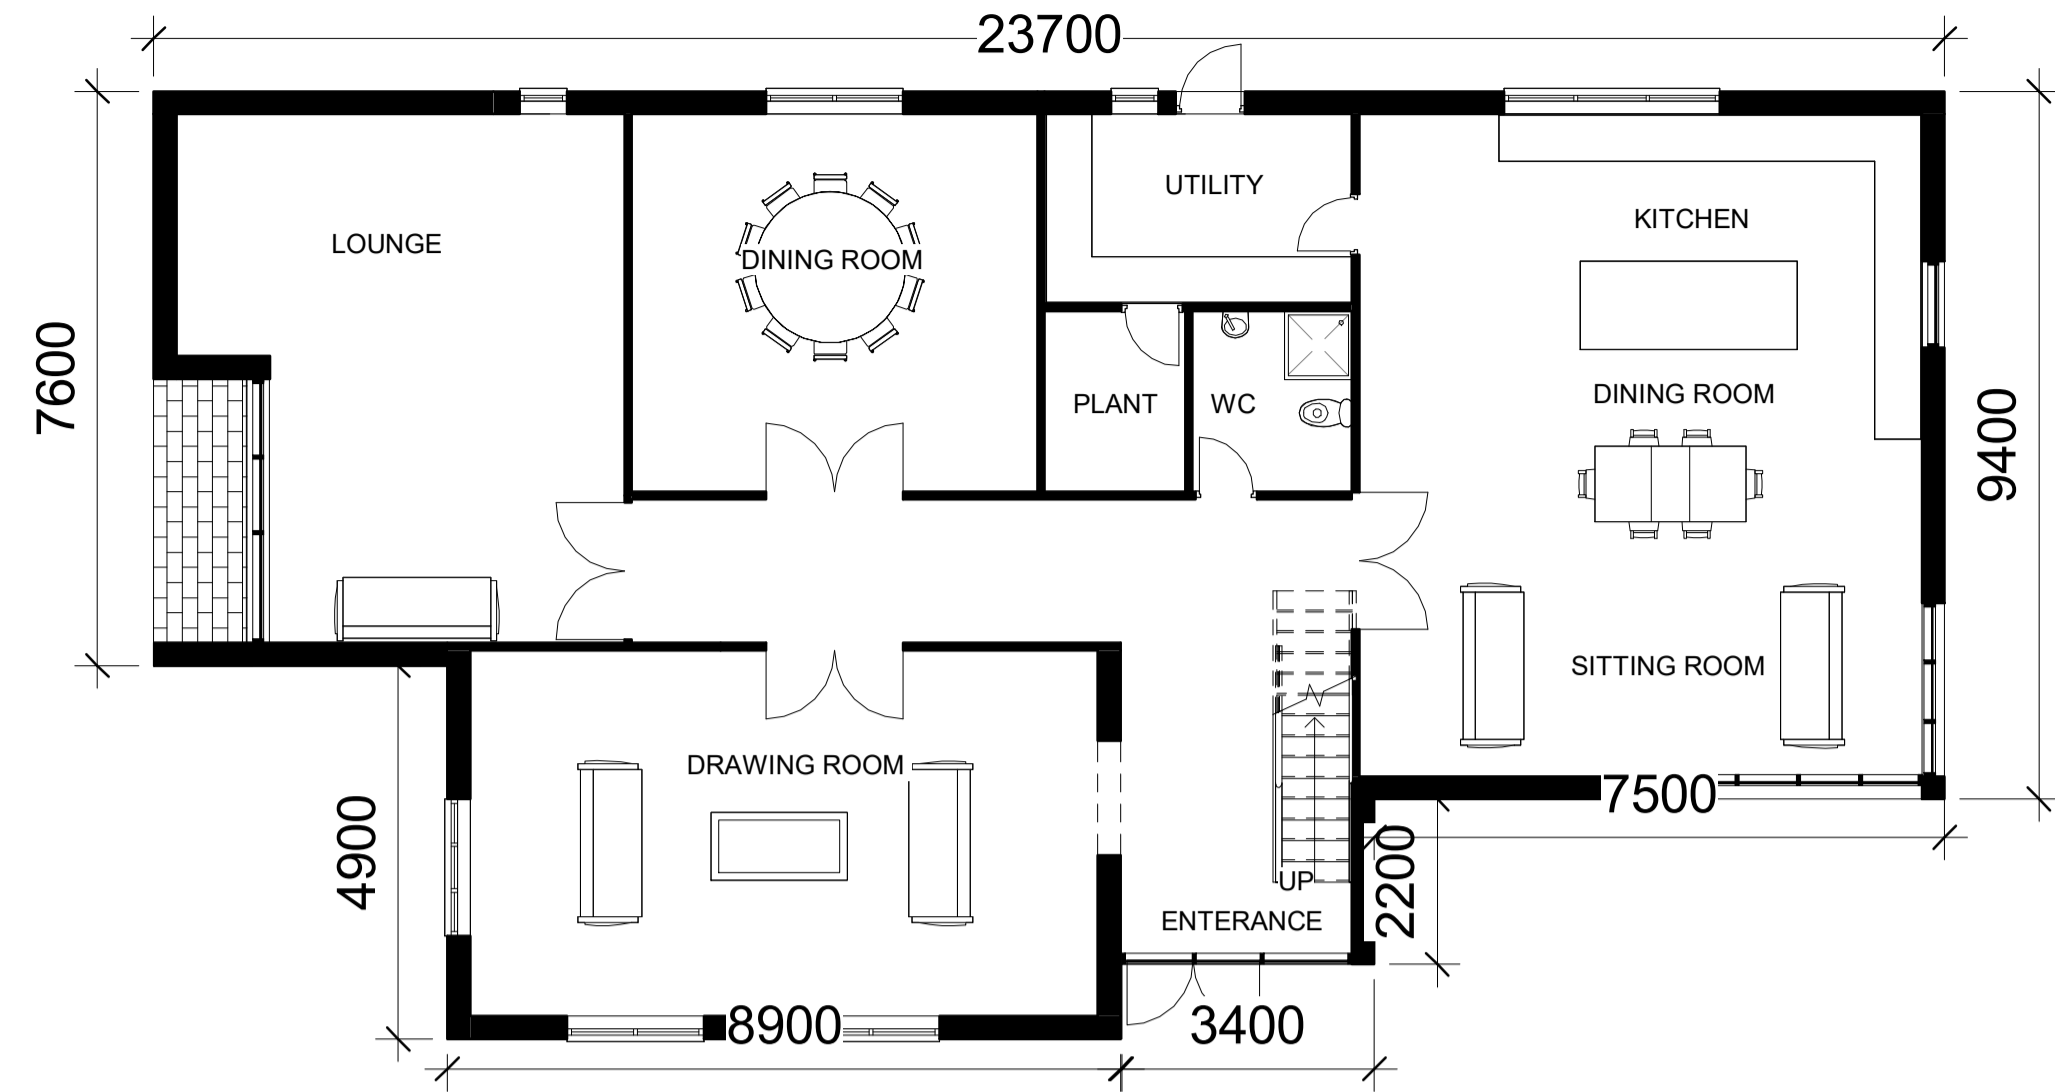 23700
UTILITY
KITCHEN
LOUNGE
DINING ROOM
7600
DINING ROOM
PLANT
WC
9400
SITTING ROOM
DRAWING ROOM
7500
4900
2200
UP
ENTERANCE
8900
3400